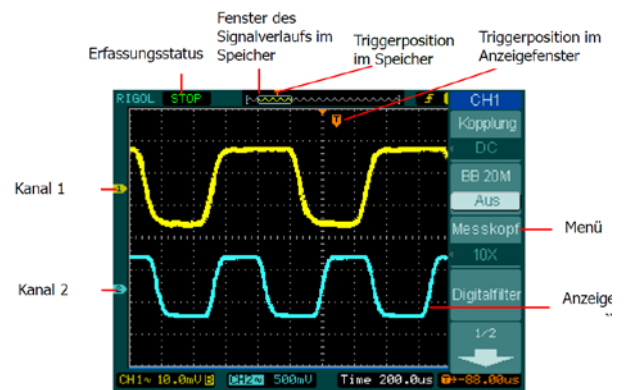 Fenster des
Signalverlaufs im
Speicher
Triggerposition
im Speicher
Triggerposition im
Anzeigefenster
Erfassungsstatus
RIGOL STOP
T
CH1
Kopplung
DC
BB 20M
Aus
Messkopf
10X
Digitalfilter
1/2
Kanal 1
1
Kanal 2
2
Menü
Anzeige
CH1~ 10.0mV B CH2~ 500mV Time 200.0us T→-88.00us